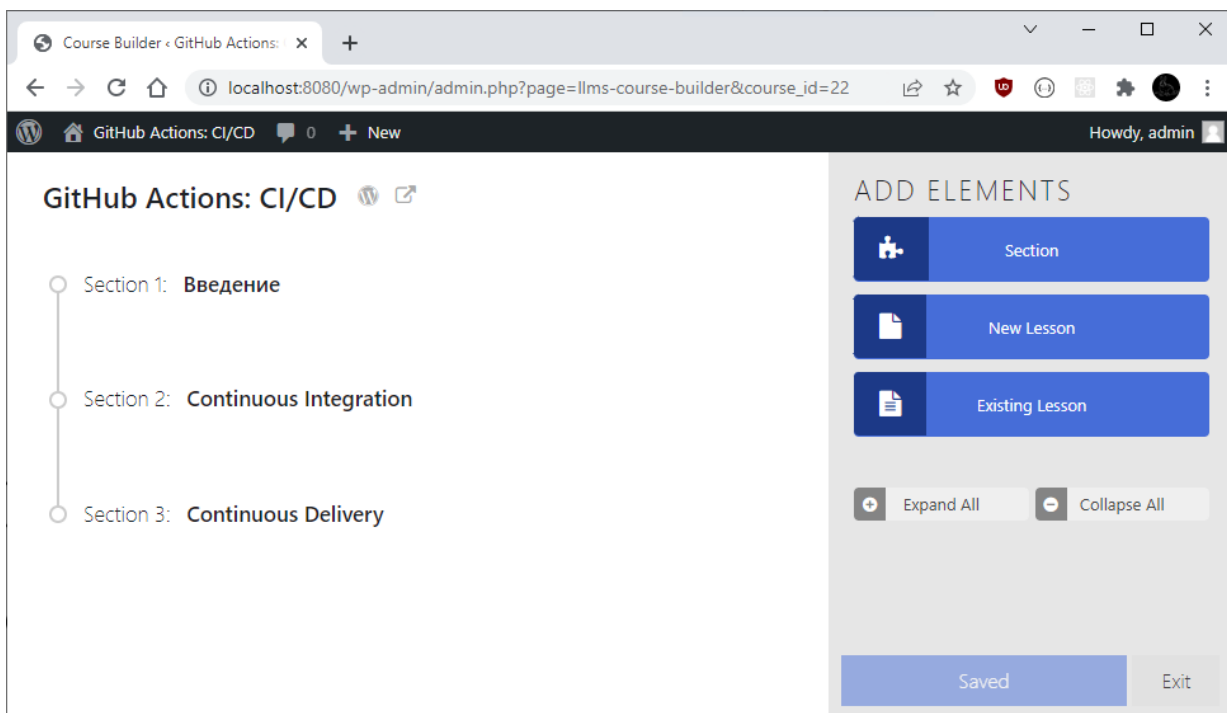 Course Builder ‹ GitHub Actions:
localhost:8080/wp-admin/admin.php?page=llms-course-builder&course_id=22
GitHub Actions: CI/CD 0 New Howdy, admin
GitHub Actions: CI/CD
Section 1: Введение
Section 2: Continuous Integration
Section 3: Continuous Delivery
ADD ELEMENTS
Section
New Lesson
Existing Lesson
Expand All Collapse All
Saved Exit